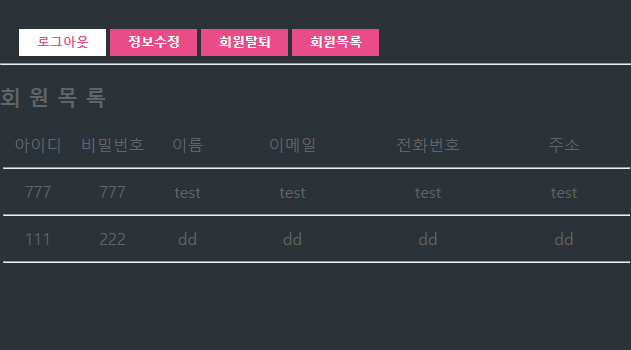 로그아웃 정보수정 회원탈퇴 회원목록
회 원 목 록
아이디 비밀번호 이름 이메일 전화번호 주소
777 777 test test test test
111 222 dd dd dd dd